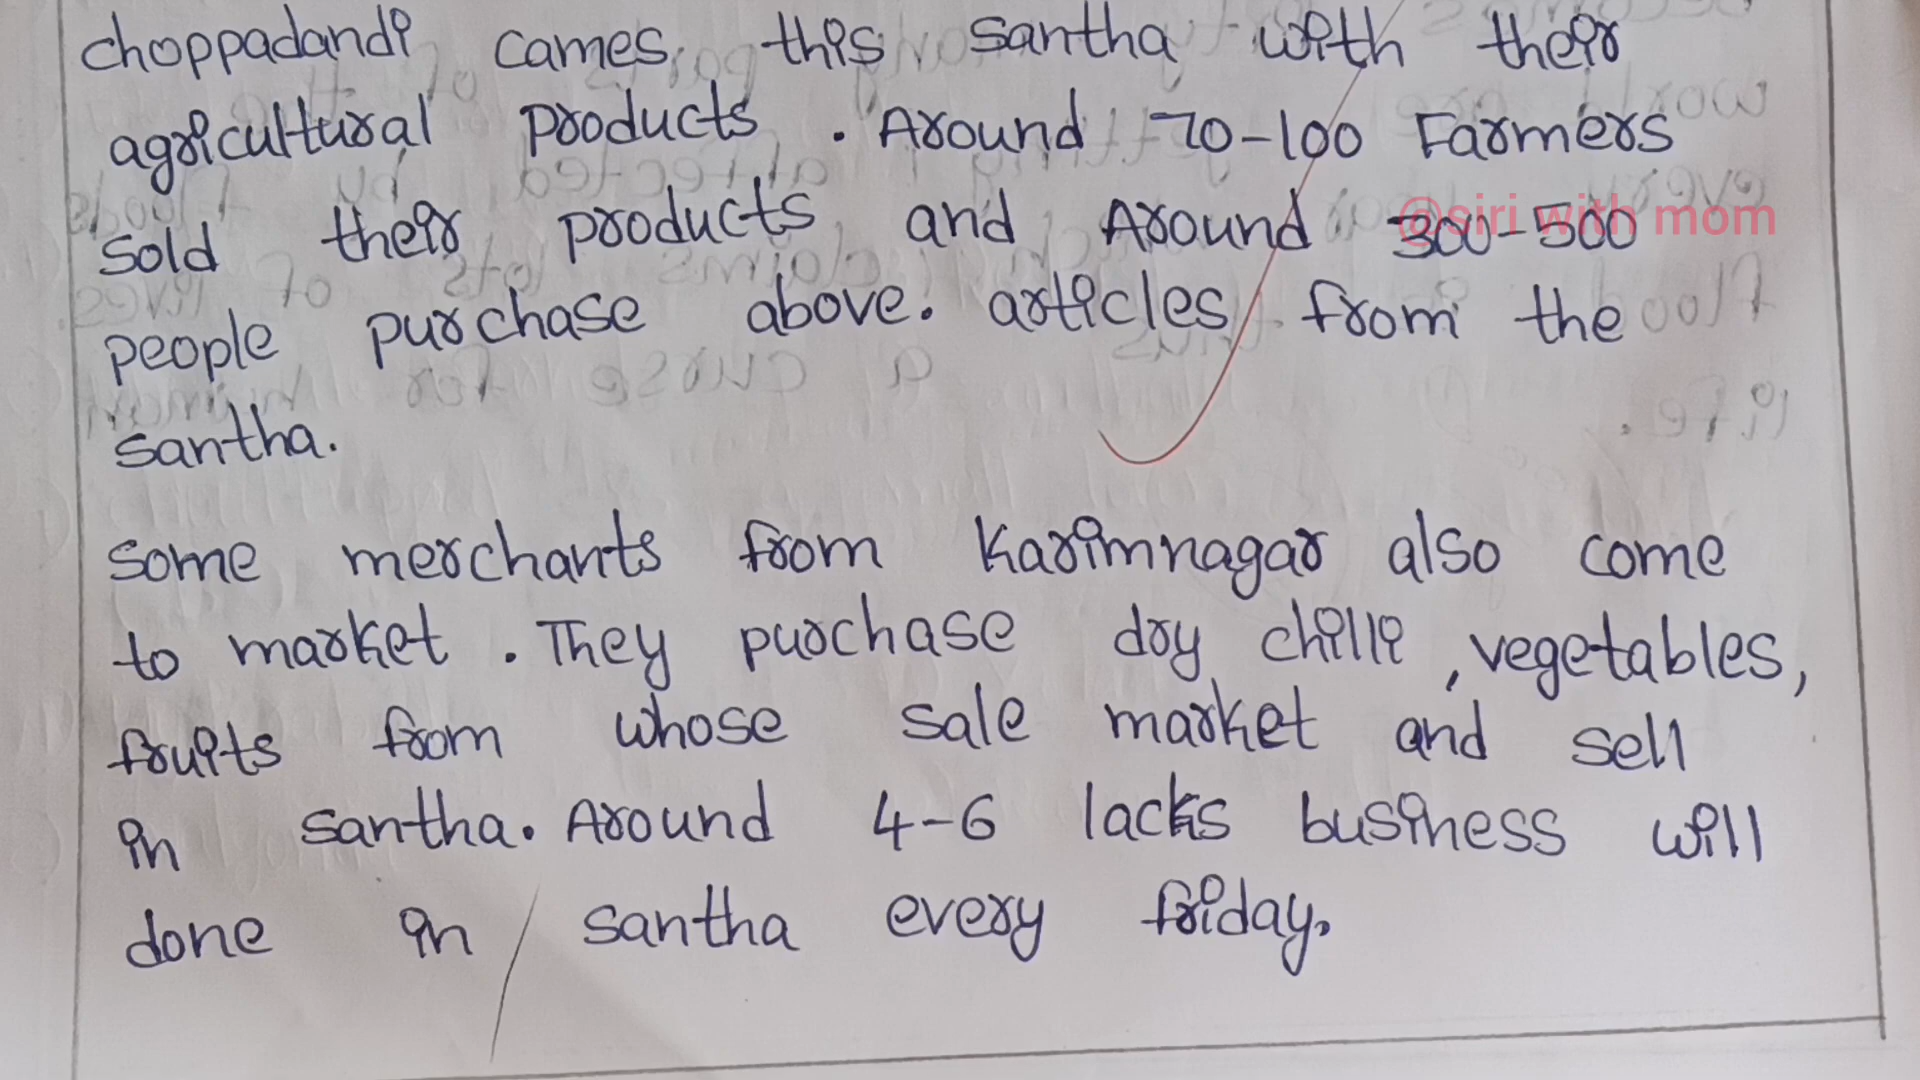 choppadandi cames this santha with their
agricultural products . Around 70-100 Farmers
@siri with mom
sold their products and Around 300-500
people purchase above. articles from the
santha.
some merchants from Karimnagar also come
to market . They purchase dry chilli , vegetables,
fruits from whose sale market and sell
in santha. Around 4-6 lacks business will
done in santha every friday.